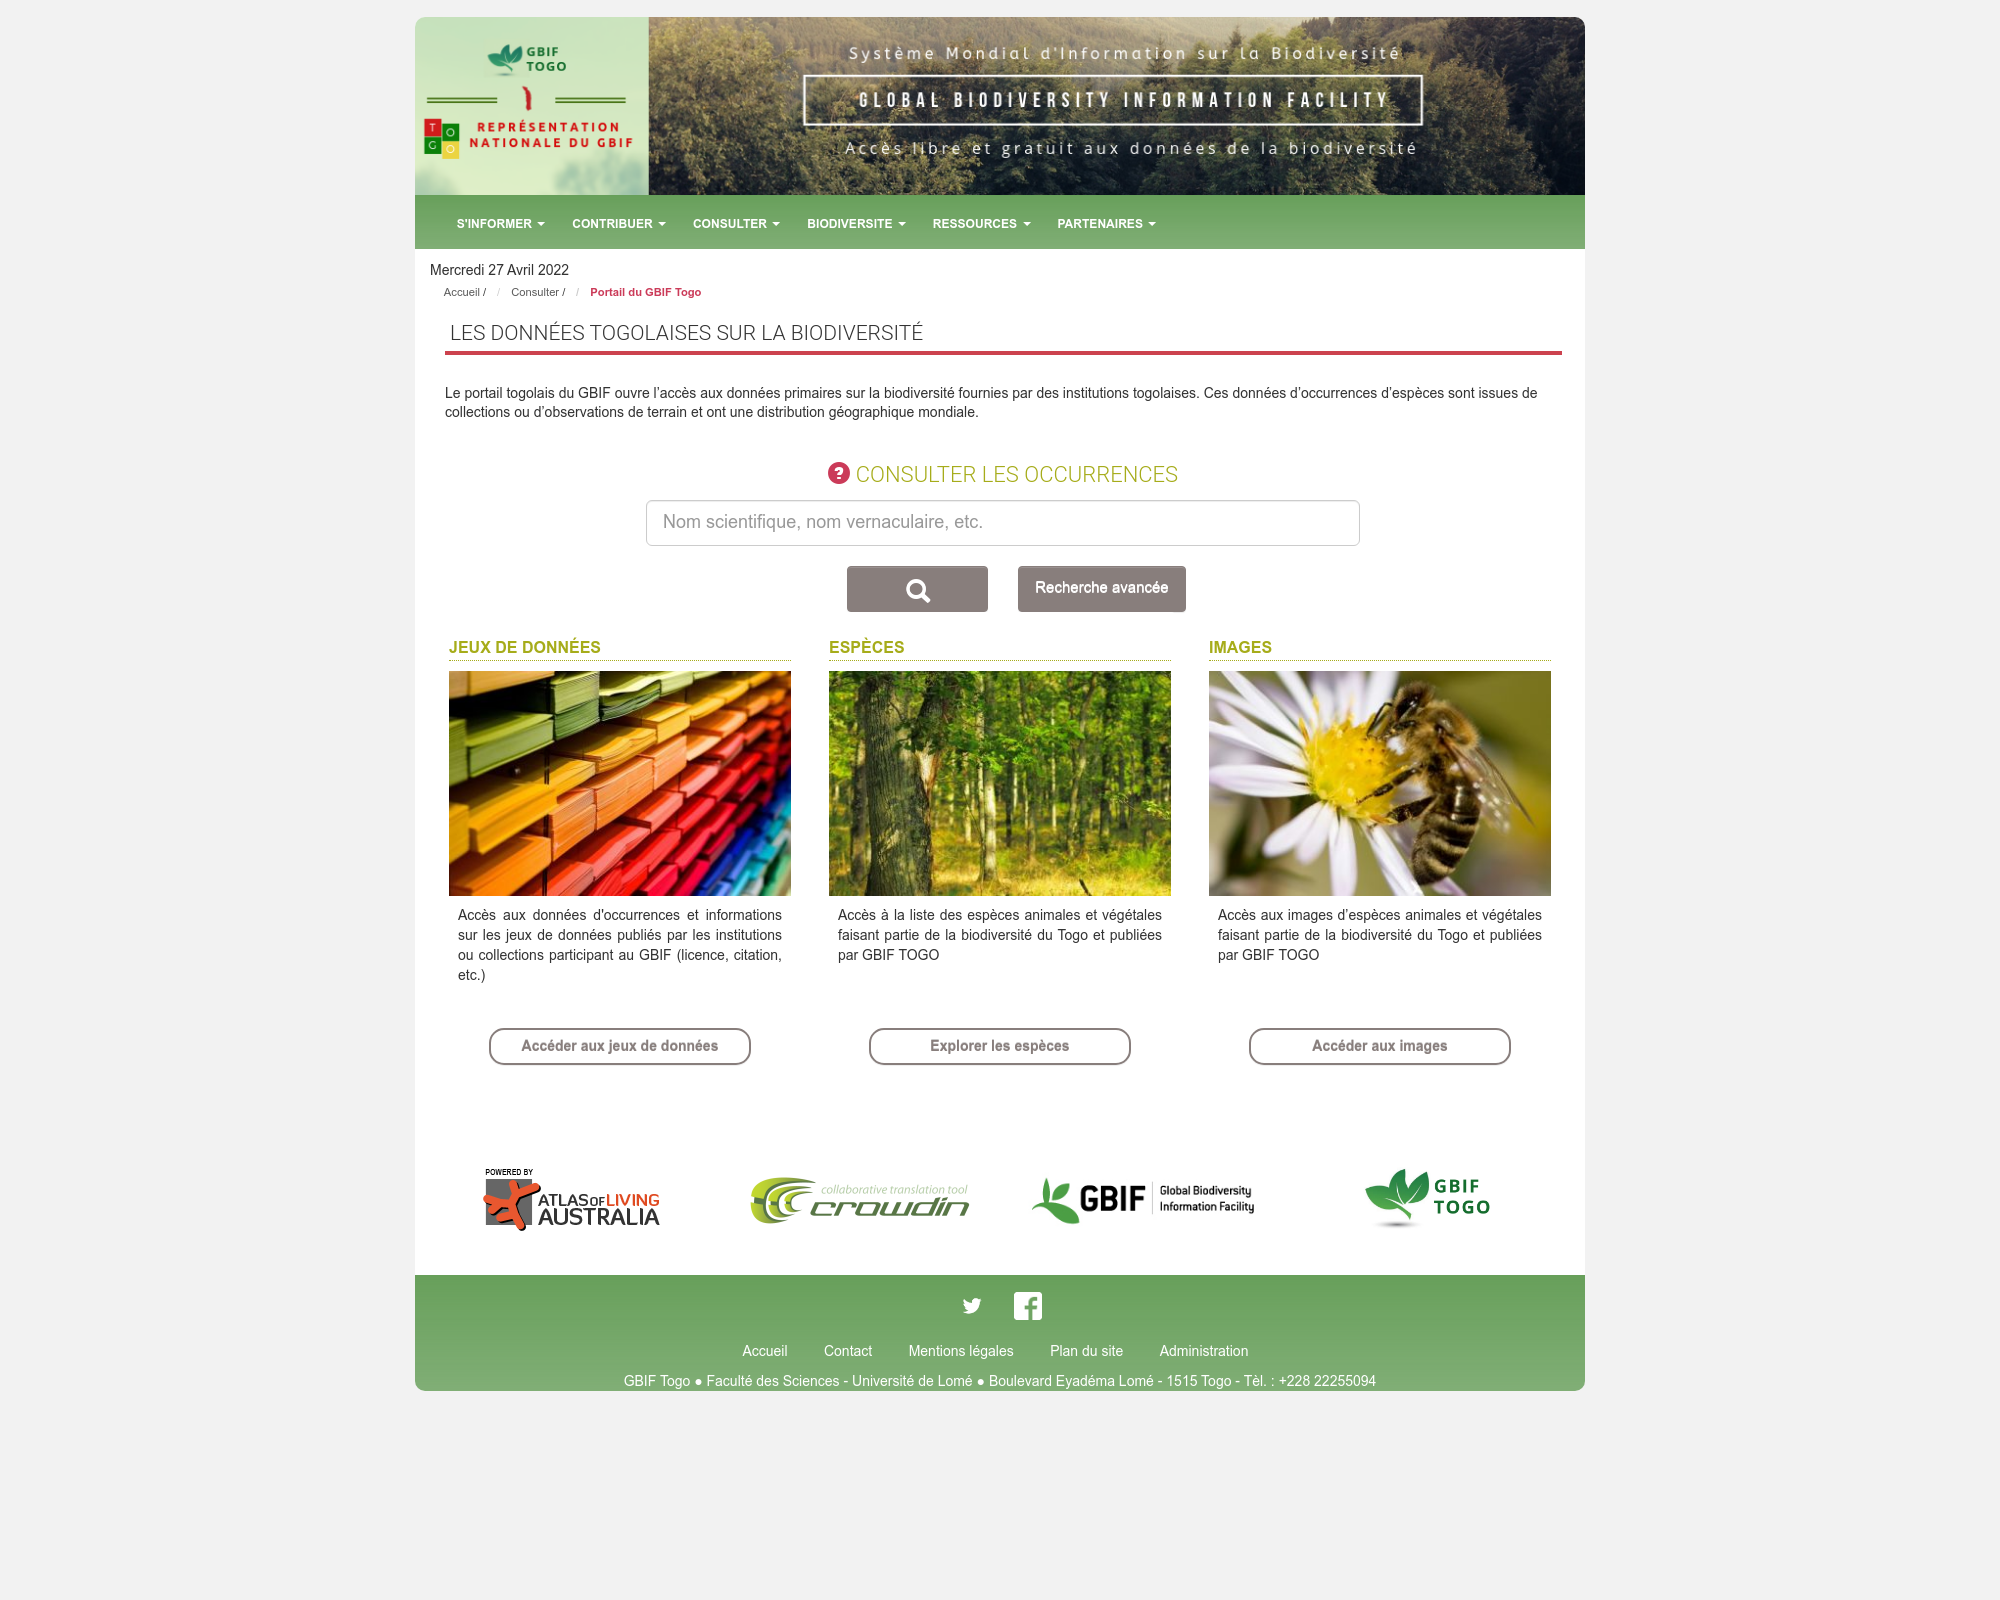 GBIF
TOGO
TOGO
REPRÉSENTATION
NATIONALE DU GBIF
Système Mondial d'Information sur la Biodiversité
GLOBAL BIODIVERSITY INFORMATION FACILITY
Accès libre et gratuit aux données de la biodiversité
S'INFORMER CONTRIBUER CONSULTER BIODIVERSITE RESSOURCES PARTENAIRES
Mercredi 27 Avril 2022
Accueil / / Consulter / / Portail du GBIF Togo
LES DONNÉES TOGOLAISES SUR LA BIODIVERSITÉ
Le portail togolais du GBIF ouvre l’accès aux données primaires sur la biodiversité fournies par des institutions togolaises. Ces données d’occurrences d’espèces sont issues de
collections ou d’observations de terrain et ont une distribution géographique mondiale.
? CONSULTER LES OCCURRENCES
Nom scientifique, nom vernaculaire, etc.
Recherche avancée
JEUX DE DONNÉES
Accès aux données d'occurrences et informations
sur les jeux de données publiés par les institutions
ou collections participant au GBIF (licence, citation,
etc.)
Accéder aux jeux de données
ESPÈCES
Accès à la liste des espèces animales et végétales
faisant partie de la biodiversité du Togo et publiées
par GBIF TOGO
Explorer les espèces
IMAGES
Accès aux images d’espèces animales et végétales
faisant partie de la biodiversité du Togo et publiées
par GBIF TOGO
Accéder aux images
POWERED BY
ATLAS OF LIVING
AUSTRALIA
collaborative translation tool
crowdin
GBIF
Global Biodiversity
Information Facility
GBIF
TOGO
Accueil Contact Mentions légales Plan du site Administration
GBIF Togo ● Faculté des Sciences - Université de Lomé ● Boulevard Eyadéma Lomé - 1515 Togo - Tèl. : +228 22255094